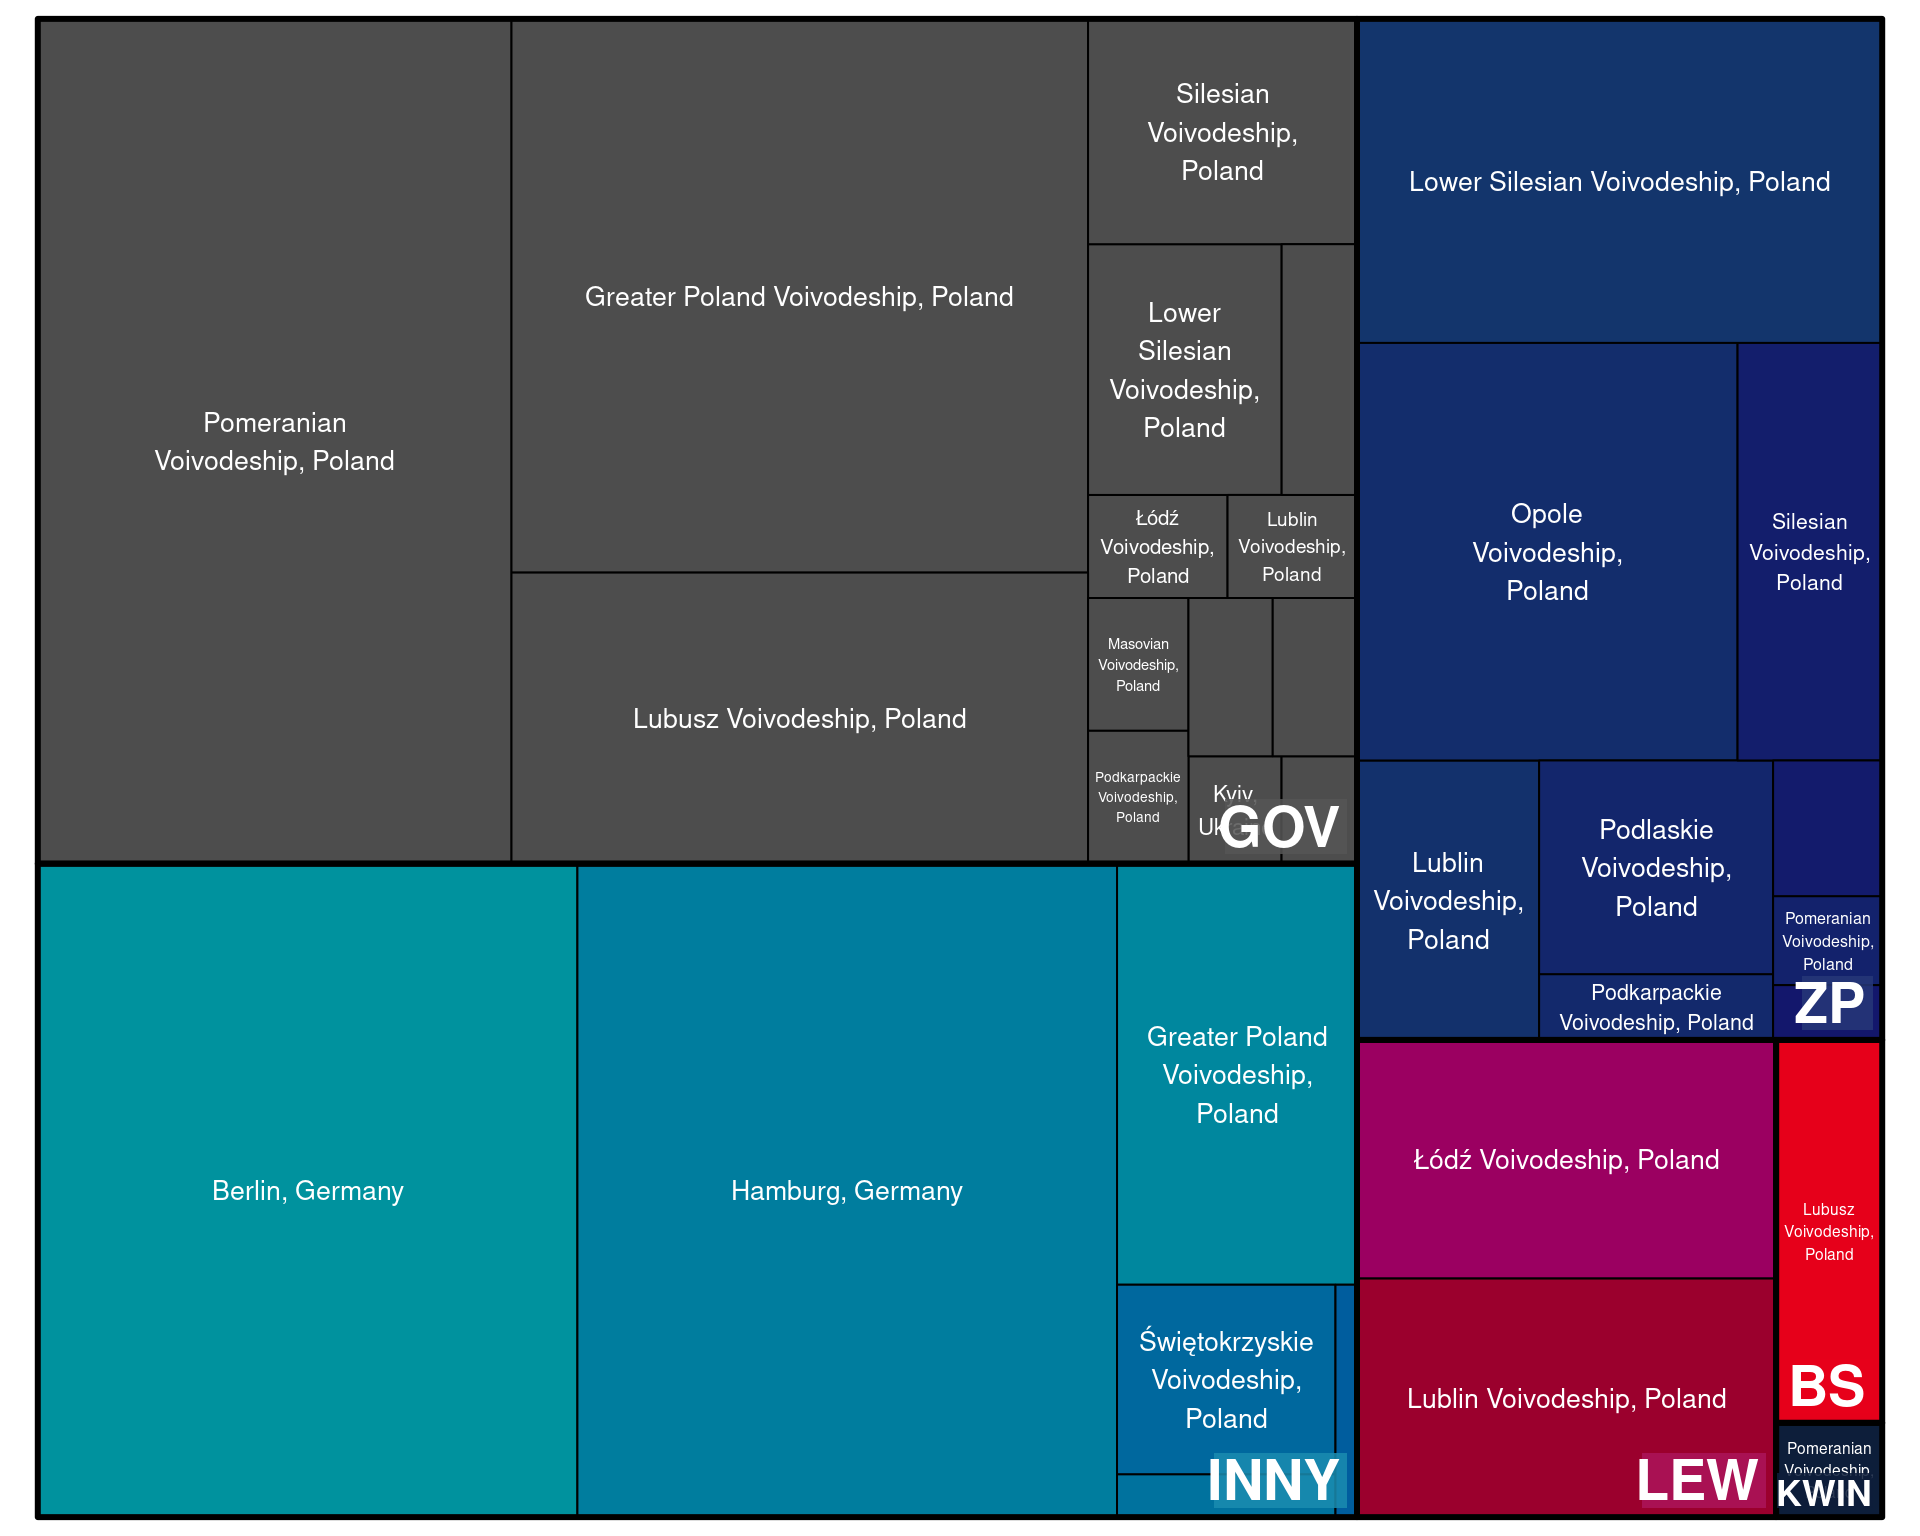 Pomeranian
Voivodeship, Poland
Greater Poland Voivodeship, Poland
Lubusz Voivodeship, Poland
Silesian
Voivodeship,
Poland
Lower
Silesian
Voivodeship,
Poland
Łódź
Voivodeship,
Poland
Lublin
Voivodeship,
Poland
Masovian
Voivodeship,
Poland
Podkarpackie
Voivodeship,
Poland
Kyiv,
GOV
Lower Silesian Voivodeship, Poland
Opole
Voivodeship,
Poland
Silesian
Voivodeship,
Poland
Lublin
Voivodeship,
Poland
Podlaskie
Voivodeship,
Poland
Podkarpackie
Voivodeship, Poland
Pomeranian
Voivodeship,
Poland
ZP
Berlin, Germany
Hamburg, Germany
Greater Poland
Voivodeship,
Poland
Świętokrzyskie
Voivodeship,
Poland
INNY
Łódź Voivodeship, Poland
Lublin Voivodeship, Poland
LEW
Lubusz
Voivodeship,
Poland
BS
Pomeranian
Voivodeship,
KWIN